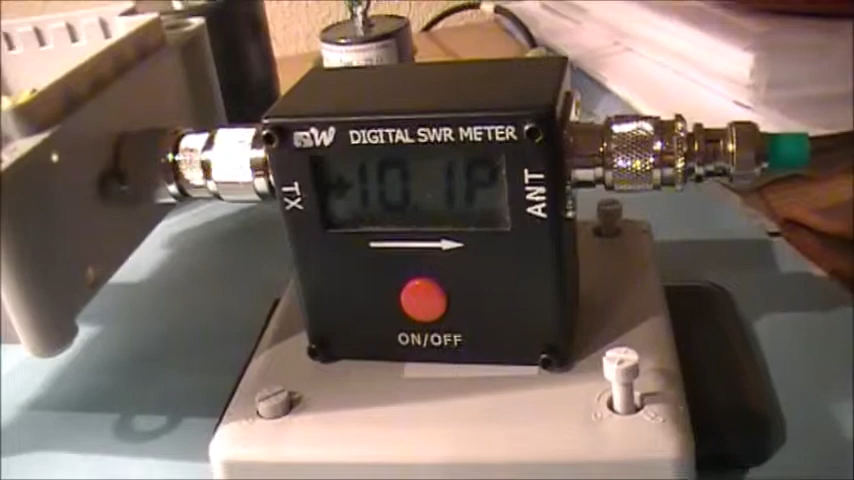 DIGITAL SWR METER
TX
10.1P
ANT
ON/OFF